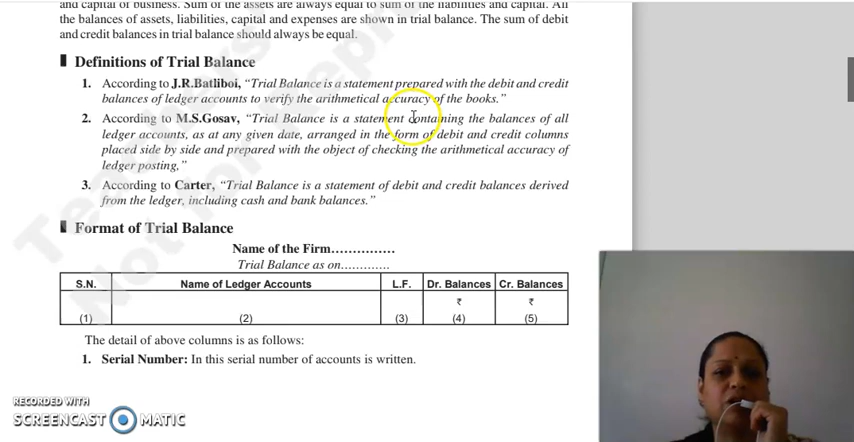 and capital of business. Sum of the assets are always equal to sum of the liabilities and capital. All
the balances of assets, liabilities, capital and expenses are shown in trial balance. The sum of debit
and credit balances in trial balance should always be equal.
Definitions of Trial Balance
1. According to J.R.Batliboi, “Trial Balance is a statement prepared with the debit and credit
balances of ledger accounts to verify the arithmetical accuracy of the books.”
2. According to M.S.Gosav, “Trial Balance is a statement containing the balances of all
ledger accounts, as at any given date, arranged in the form of debit and credit columns
placed side by side and prepared with the object of checking the arithmetical accuracy of
ledger posting,”
3. According to Carter, “Trial Balance is a statement of debit and credit balances derived
from the ledger, including cash and bank balances.”
Format of Trial Balance
Name of the Firm...............
Trial Balance as on.............
S.N. Name of Ledger Accounts L.F. Dr. Balances Cr. Balances
₹ ₹
(1) (2) (3) (4) (5)
The detail of above columns is as follows:
1. Serial Number: In this serial number of accounts is written.
RECORDED WITH
SCREENCAST MATIC